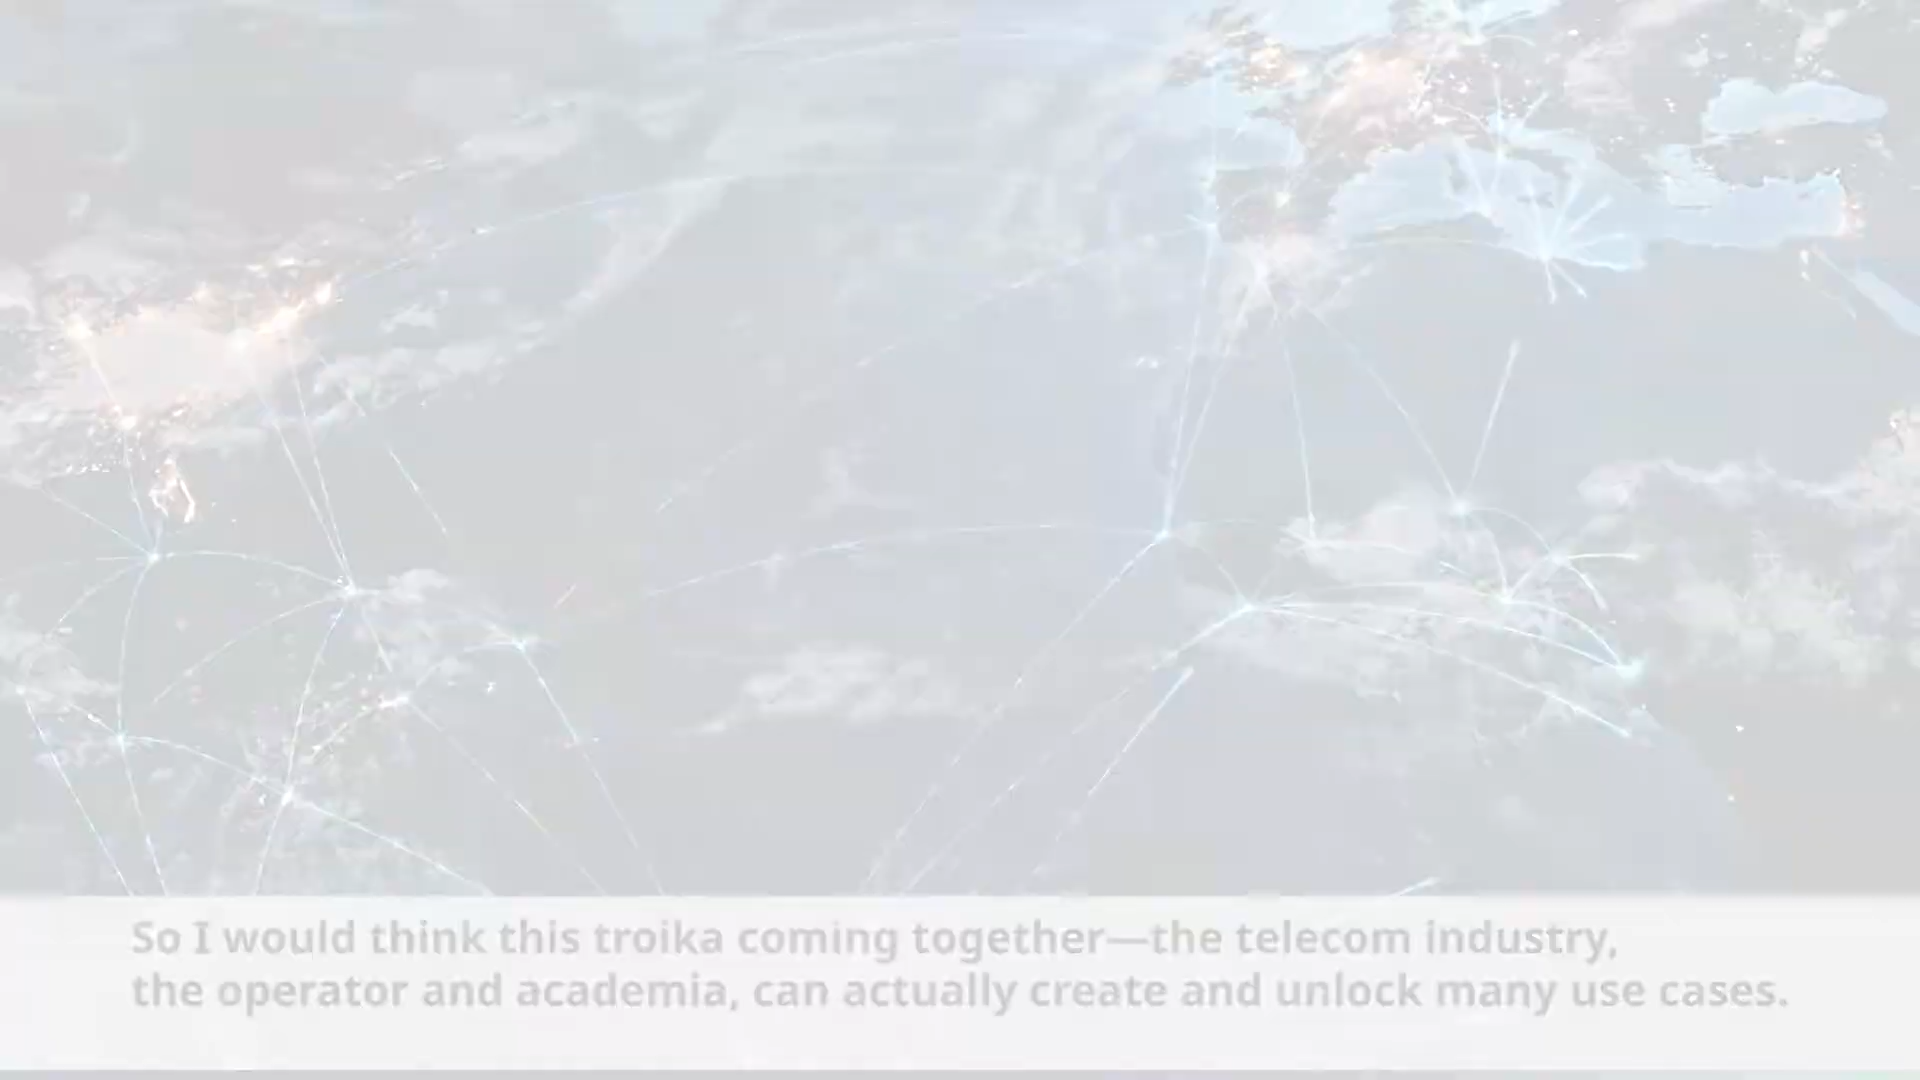 So I would think this troika coming together—the telecom industry,
the operator and academia, can actually create and unlock many use cases.